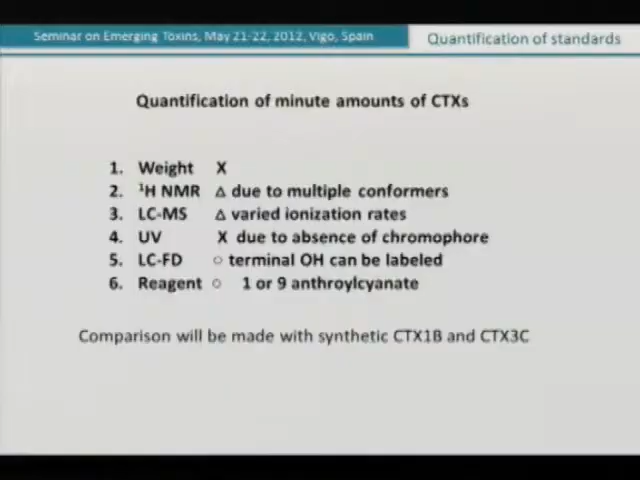 Seminar on Emerging Toxins, May 21-22, 2012, Vigo, Spain
Quantification of standards
Quantification of minute amounts of CTXs
1. Weight X
2. ¹H NMR △ due to multiple conformers
3. LC-MS △ varied ionization rates
4. UV X due to absence of chromophore
5. LC-FD ○ terminal OH can be labeled
6. Reagent ○ 1 or 9 anthroylcyanate
Comparison will be made with synthetic CTX1B and CTX3C